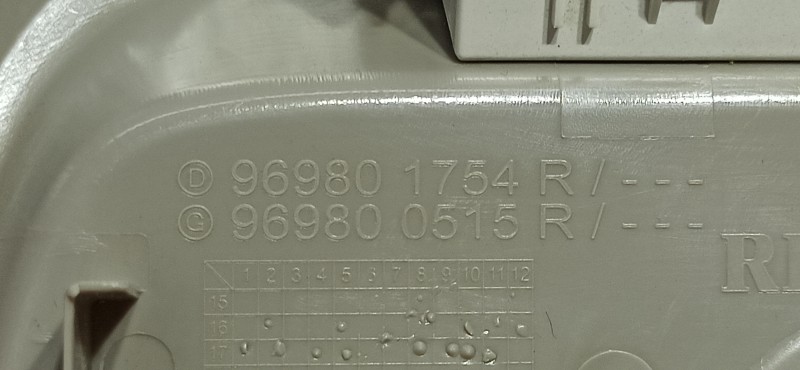 Ⓓ 96980 1754 R / - - -
Ⓖ 96980 0515 R / - - -
1 2 3 4 5 6 7 8 9 10 11 12
15
16
17